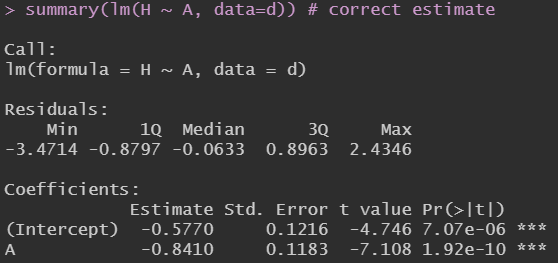 > summary(lm(H ~ A, data=d)) # correct estimate
Call:
lm(formula = H ~ A, data = d)
Residuals:
    Min      1Q  Median      3Q     Max
-3.4714 -0.8797 -0.0633  0.8963  2.4346
Coefficients:
            Estimate Std. Error t value Pr(>|t|)
(Intercept)  -0.5770     0.1216  -4.746 7.07e-06 ***
A            -0.8410     0.1183  -7.108 1.92e-10 ***